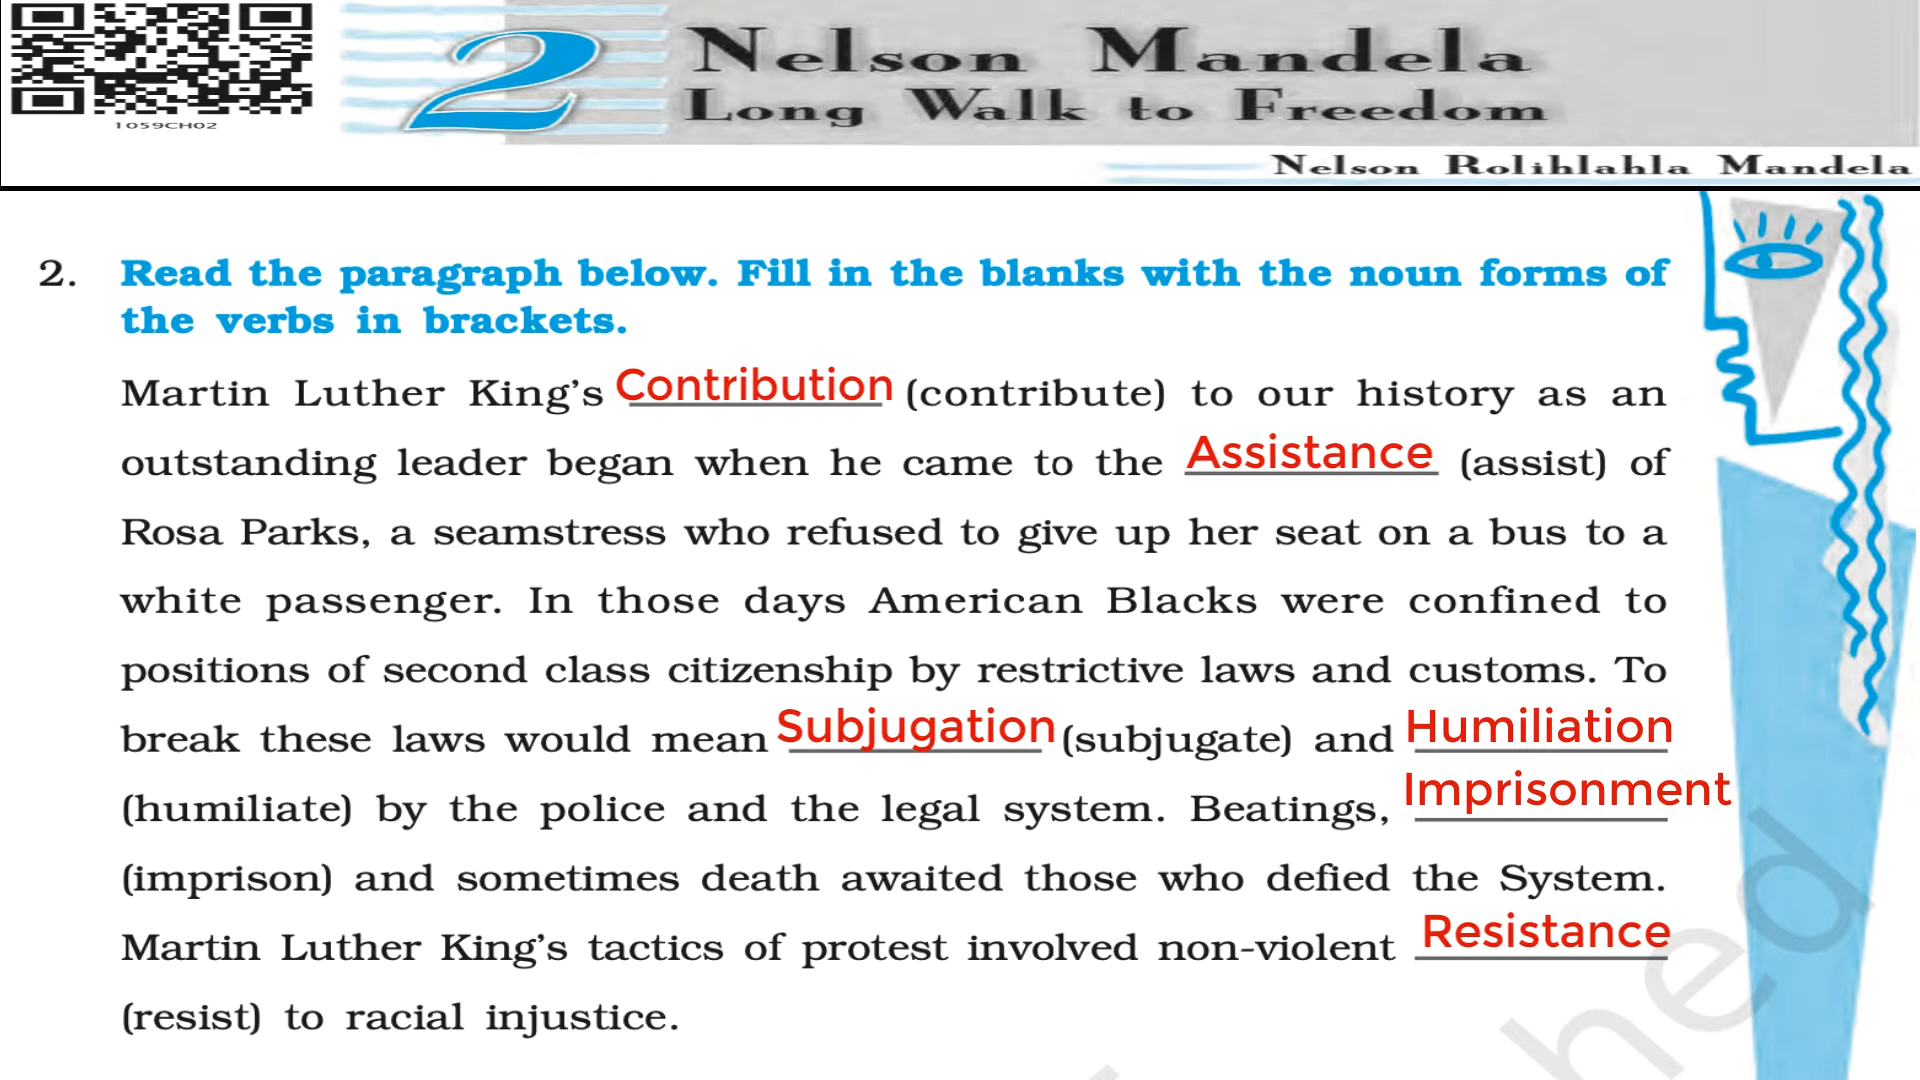 1059CH02
2 Nelson Mandela
Long Walk to Freedom
Nelson Rolihlahla Mandela
2. Read the paragraph below. Fill in the blanks with the noun forms of
the verbs in brackets.
Martin Luther King’s Contribution (contribute) to our history as an
outstanding leader began when he came to the Assistance (assist) of
Rosa Parks, a seamstress who refused to give up her seat on a bus to a
white passenger. In those days American Blacks were confined to
positions of second class citizenship by restrictive laws and customs. To
break these laws would mean Subjugation (subjugate) and Humiliation
(humiliate) by the police and the legal system. Beatings, Imprisonment
(imprison) and sometimes death awaited those who defied the System.
Martin Luther King’s tactics of protest involved non-violent Resistance
(resist) to racial injustice.